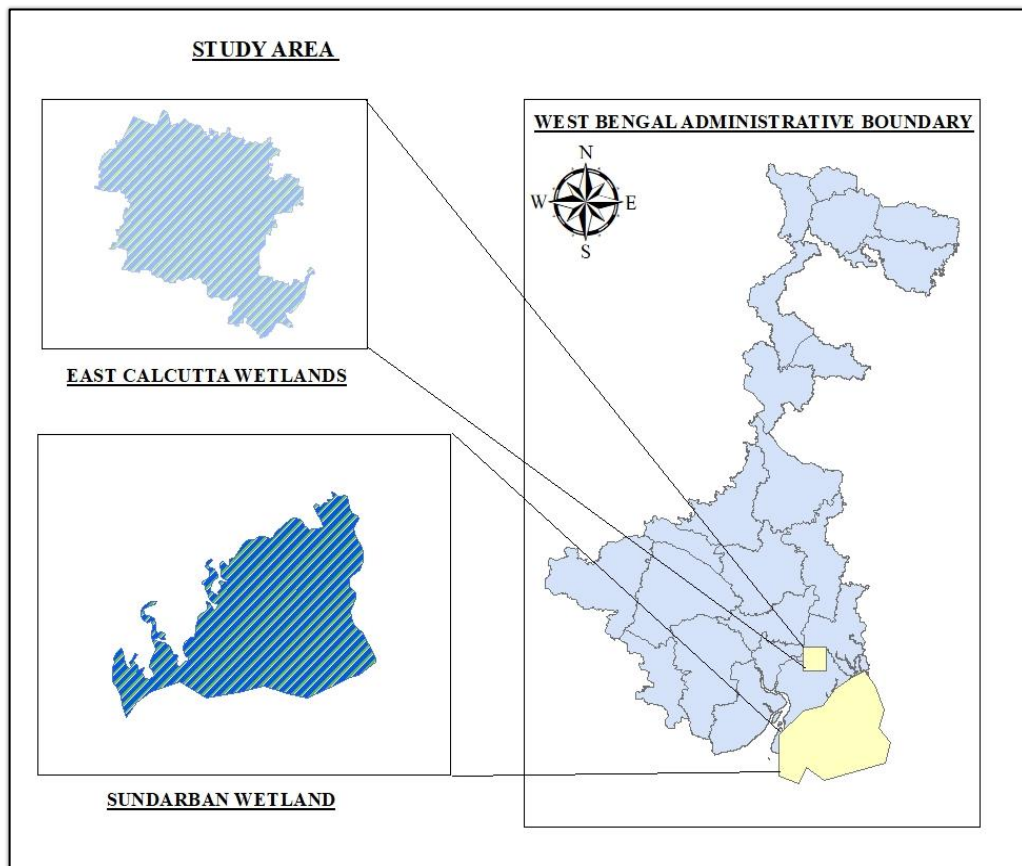 STUDY AREA
WEST BENGAL ADMINISTRATIVE BOUNDARY
N
W
E
S
EAST CALCUTTA WETLANDS
SUNDARBAN WETLAND